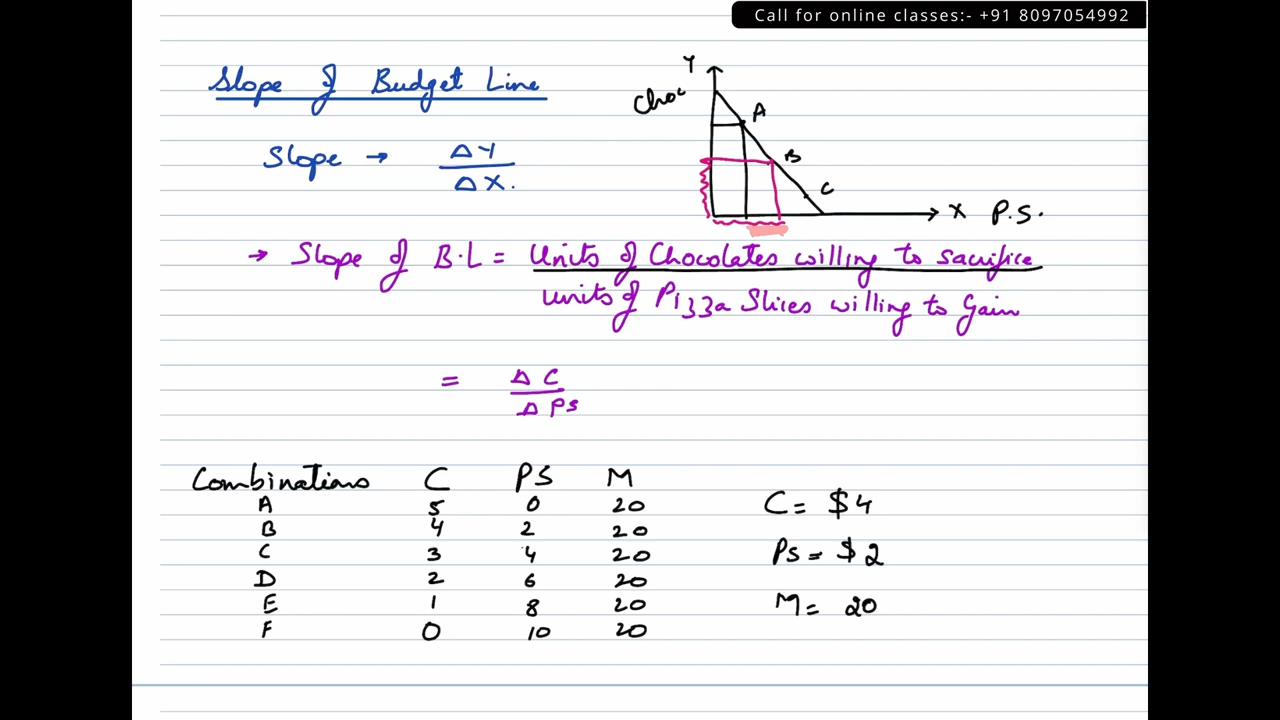 Call for online classes:- +91 8097054992
Slope of Budget Line
Y
Choc
A
B
C
X P.S.
Slope → ΔY
ΔX.
→ Slope of B.L = Units of Chocolates willing to sacrifice
Units of Pizza Slices willing to Gain
= ΔC
ΔPS
Combinations C PS M
A 5 0 20
B 4 2 20
C 3 4 20
D 2 6 20
E 1 8 20
F 0 10 20
C = $4
PS = $2
M = 20